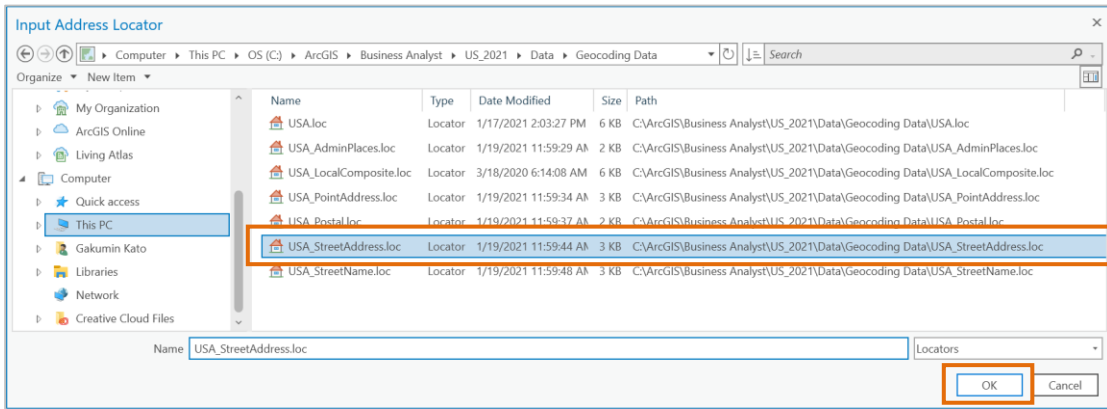 Input Address Locator
Computer This PC OS (C:) ArcGIS Business Analyst US_2021 Data Geocoding Data Search
Organize New Item
Name Type Date Modified Size Path
My Organization
USA.loc Locator 1/17/2021 2:03:27 PM 6 KB C:\ArcGIS\Business Analyst\US_2021\Data\Geocoding Data\USA.loc
ArcGIS Online
USA_AdminPlaces.loc Locator 1/19/2021 11:59:29 AM 2 KB C:\ArcGIS\Business Analyst\US_2021\Data\Geocoding Data\USA_AdminPlaces.loc
Living Atlas
USA_LocalComposite.loc Locator 3/18/2020 6:14:08 AM 6 KB C:\ArcGIS\Business Analyst\US_2021\Data\Geocoding Data\USA_LocalComposite.loc
Computer
USA_PointAddress.loc Locator 1/19/2021 11:59:34 AM 3 KB C:\ArcGIS\Business Analyst\US_2021\Data\Geocoding Data\USA_PointAddress.loc
Quick access
USA_Postal.loc Locator 1/19/2021 11:59:37 AM 2 KB C:\ArcGIS\Business Analyst\US_2021\Data\Geocoding Data\USA_Postal.loc
This PC
USA_StreetAddress.loc Locator 1/19/2021 11:59:44 AM 3 KB C:\ArcGIS\Business Analyst\US_2021\Data\Geocoding Data\USA_StreetAddress.loc
Gakumin Kato
USA_StreetName.loc Locator 1/19/2021 11:59:48 AM 3 KB C:\ArcGIS\Business Analyst\US_2021\Data\Geocoding Data\USA_StreetName.loc
Libraries
Network
Creative Cloud Files
Name USA_StreetAddress.loc Locators
OK Cancel